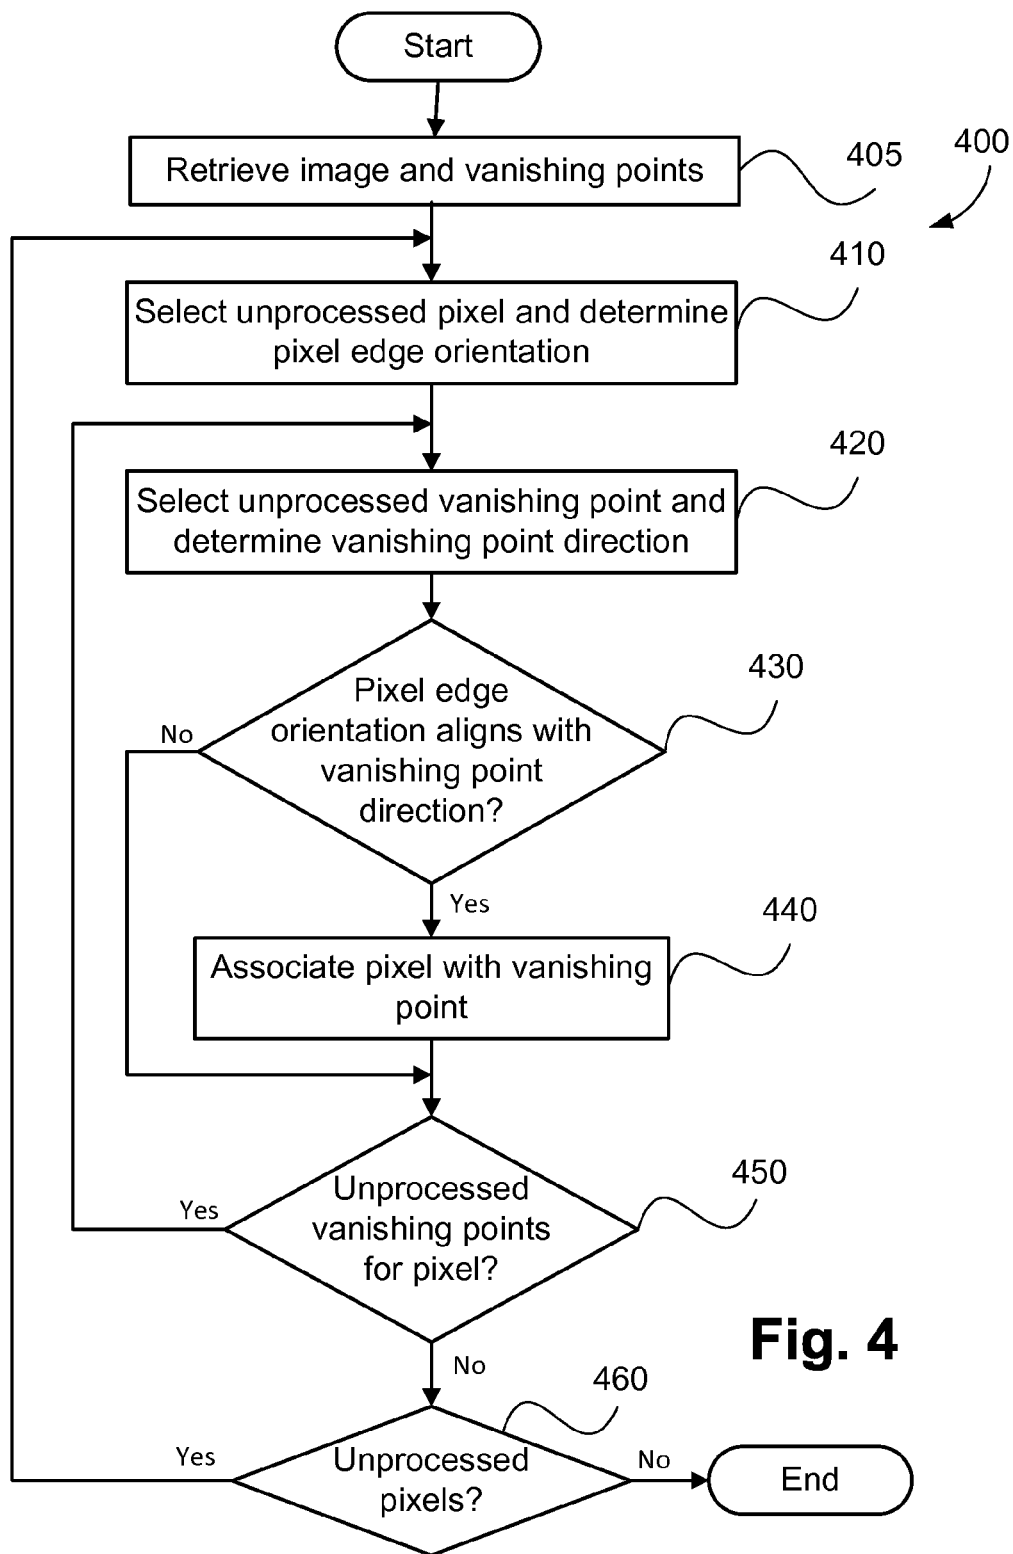 Start
Retrieve image and vanishing points
405
400
410
Select unprocessed pixel and determine
pixel edge orientation
420
Select unprocessed vanishing point and
determine vanishing point direction
430
Pixel edge
orientation aligns with
vanishing point
direction?
No
Yes
440
Associate pixel with vanishing
point
450
Unprocessed
vanishing points
for pixel?
Yes
No
Fig. 4
460
Unprocessed
pixels?
Yes
No
End